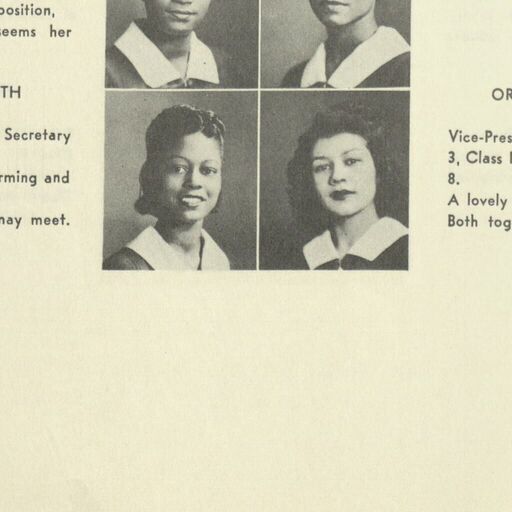 position,
seems her
TH
Secretary
rming and
may meet.
OR
Vice-Pres
3, Class
8.
A lovely
Both tog